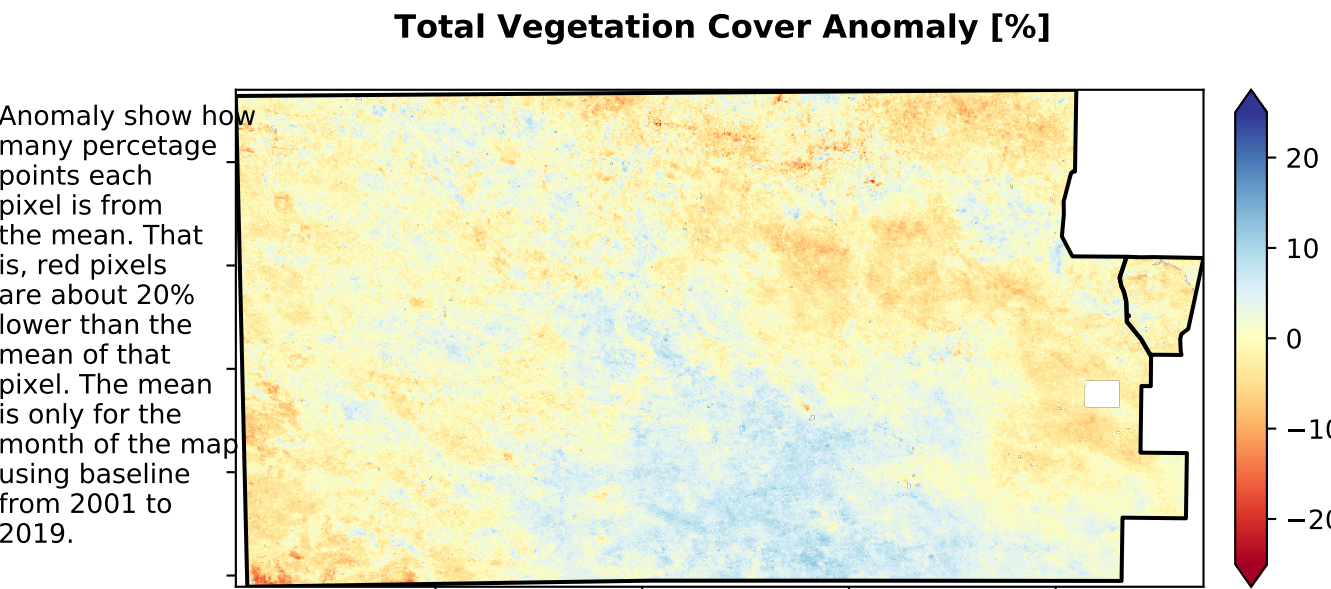 Total Vegetation Cover Anomaly [%]
Anomaly show how
many percetage
points each
pixel is from
the mean. That
is, red pixels
are about 20%
lower than the
mean of that
pixel. The mean
is only for the
month of the map
using baseline
from 2001 to
2019.
20
10
0
−10
−20